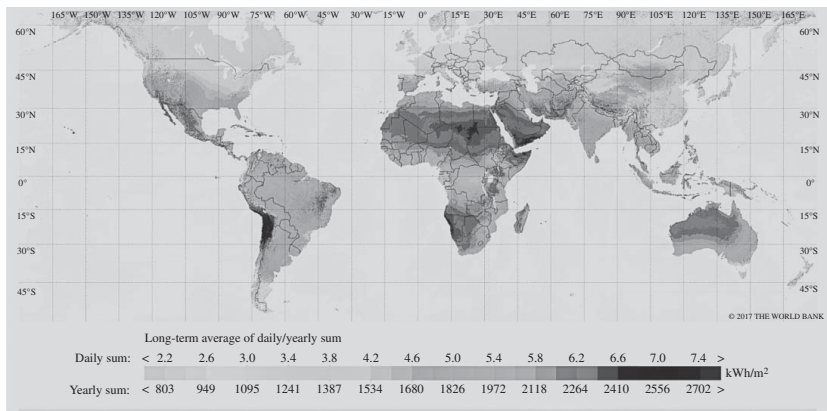 165°W 150°W 135°W 120°W 105°W 90°W 75°W 60°W 45°W 30°W 15°W 0° 15°E 30°E 45°E 60°E 75°E 90°E 105°E 120°E 135°E 150°E 165°E
60°N 60°N
45°N 45°N
30°N 30°N
15°N 15°N
0° 0°
15°S 15°S
30°S 30°S
45°S 45°S
© 2017 THE WORLD BANK
Long-term average of daily/yearly sum
Daily sum: < 2.2 2.6 3.0 3.4 3.8 4.2 4.6 5.0 5.4 5.8 6.2 6.6 7.0 7.4 >
kWh/m²
Yearly sum: < 803 949 1095 1241 1387 1534 1680 1826 1972 2118 2264 2410 2556 2702 >